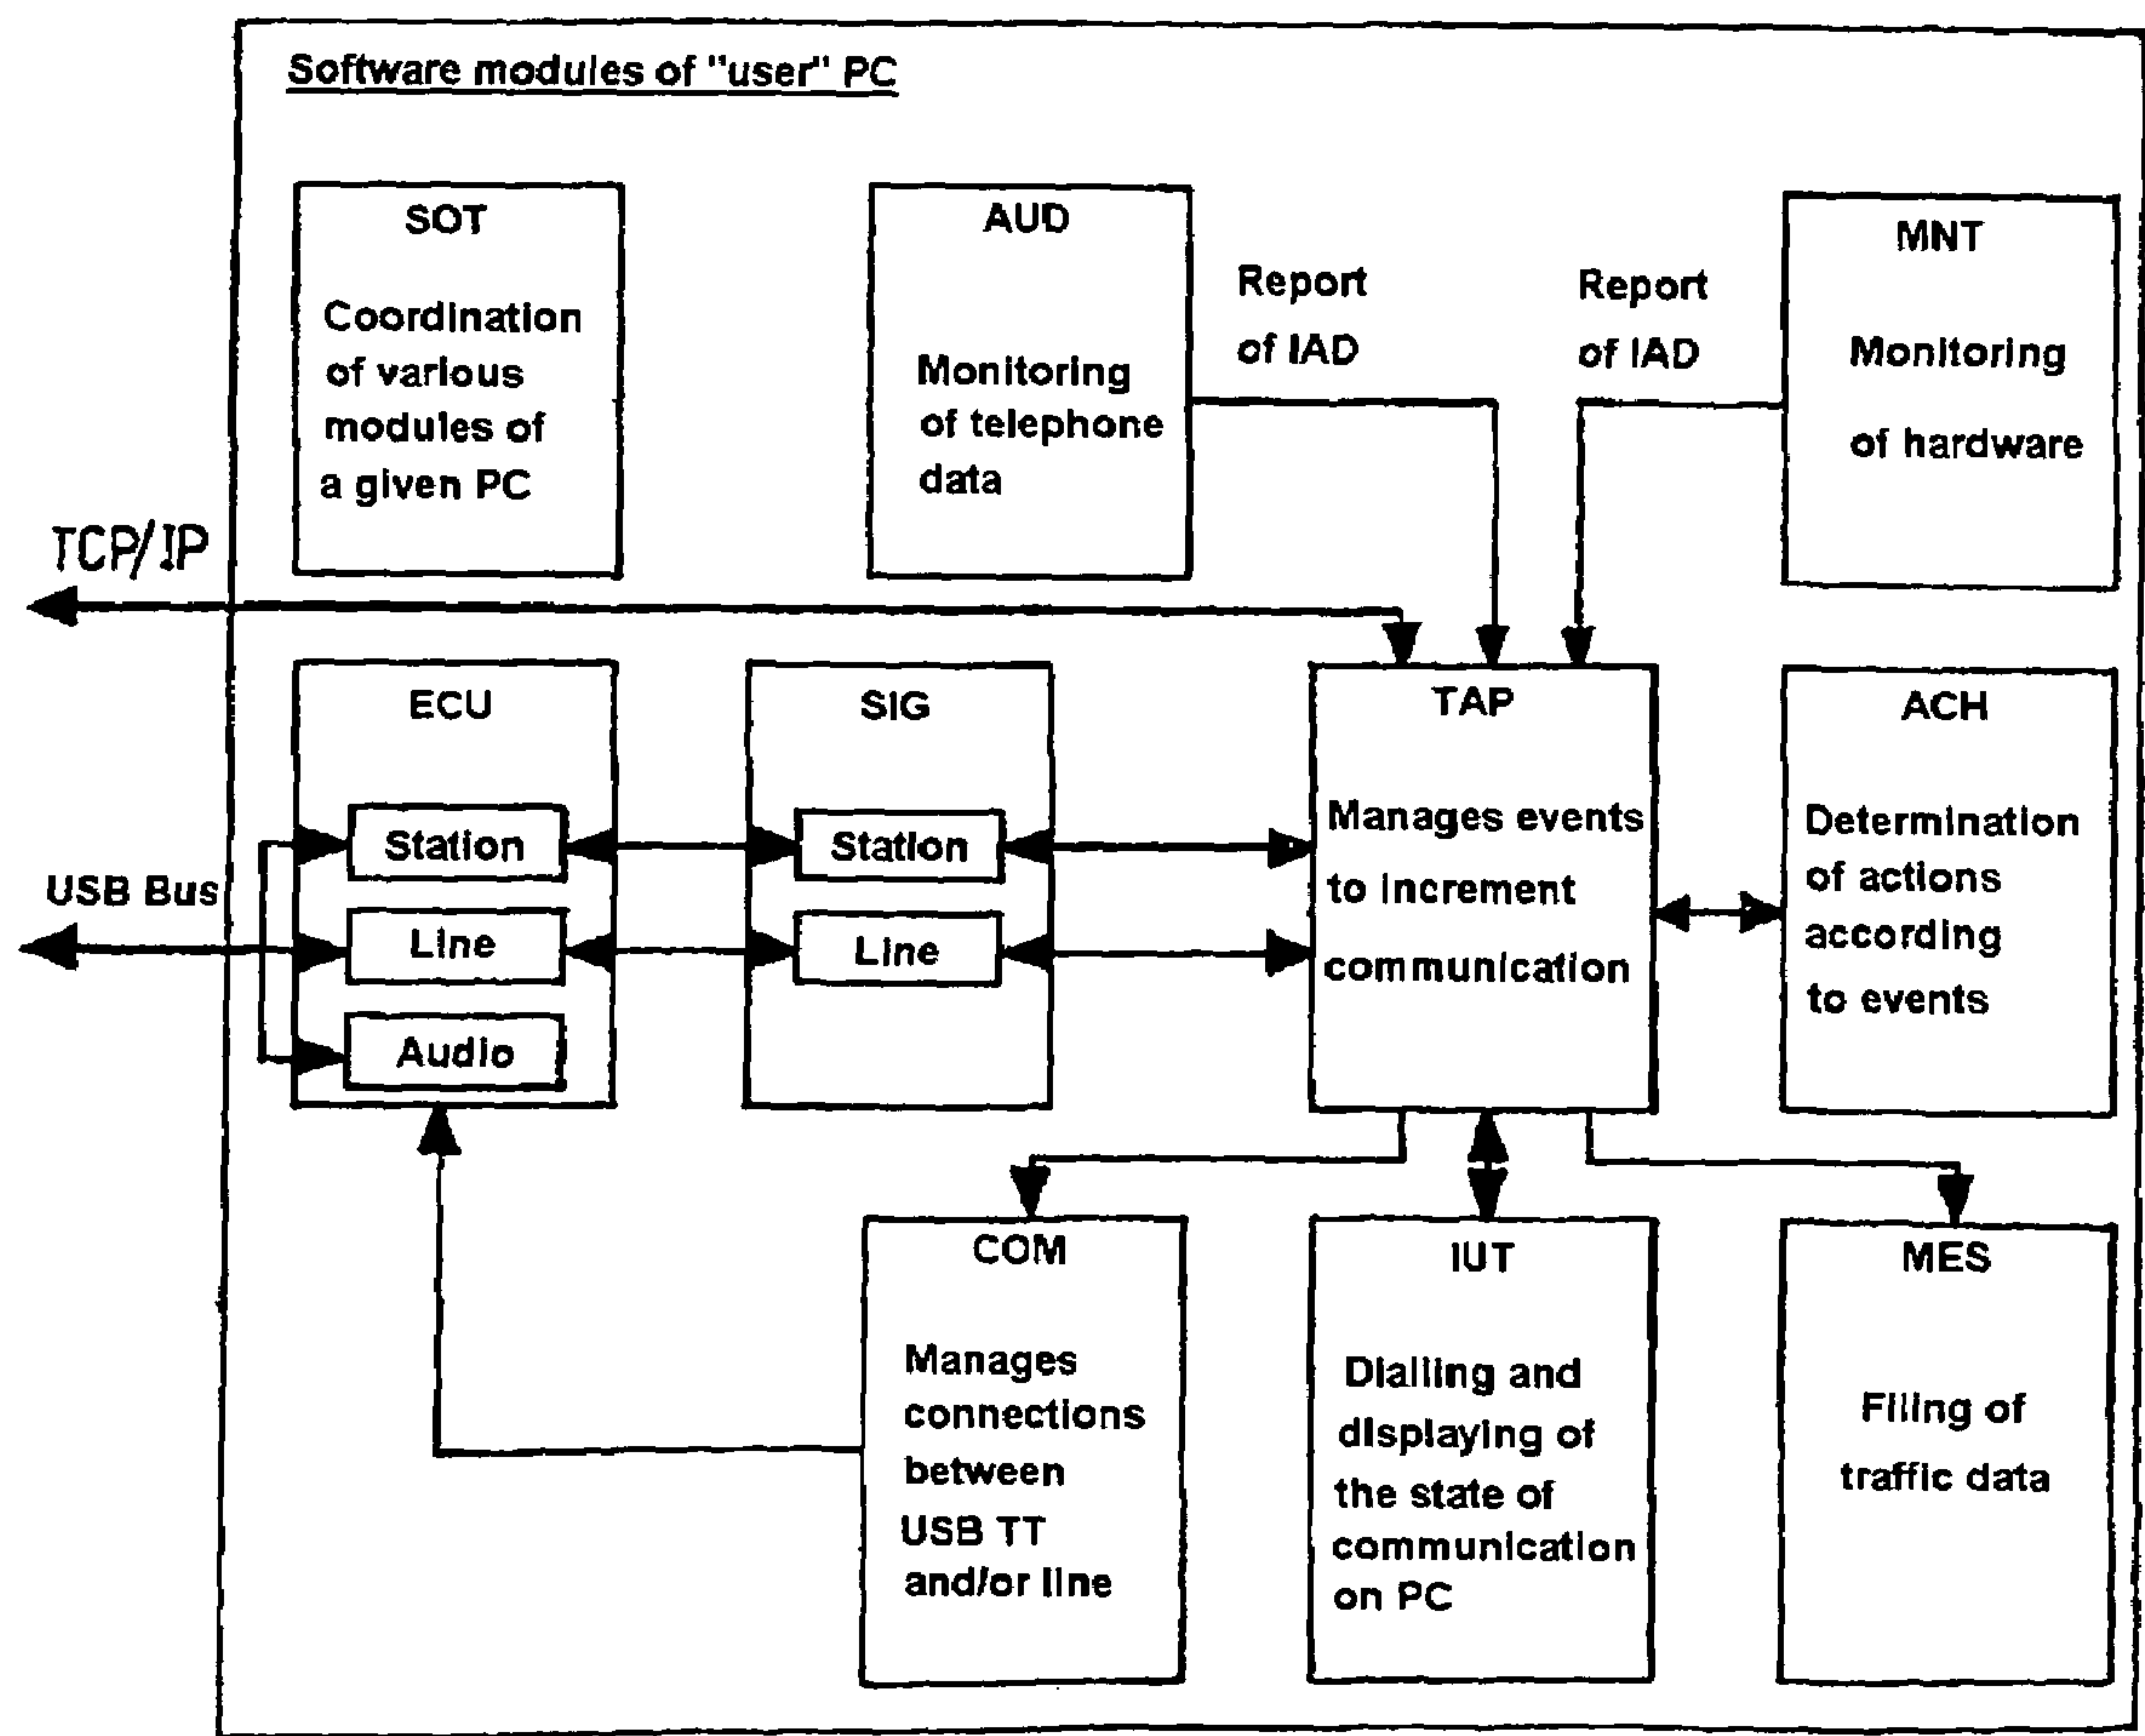 Software modules of "user" PC
SOT
Coordination
of various
modules of
a given PC
AUD
Monitoring
of telephone
data
Report
of IAD
Report
of IAD
MNT
Monitoring
of hardware
TCP/IP
USB Bus
ECU
Station
Line
Audio
SIG
Station
Line
TAP
Manages events
to increment
communication
ACH
Determination
of actions
according
to events
COM
Manages
connections
between
USB TT
and/or line
IUT
Dialling and
displaying of
the state of
communication
on PC
MES
Filing of
traffic data